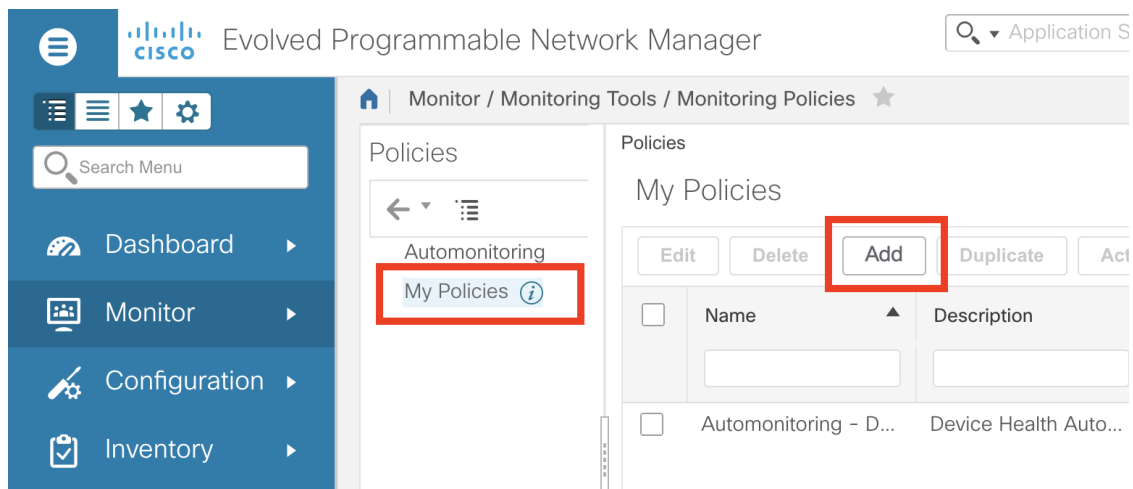 CISCO Evolved Programmable Network Manager
Application S
Monitor / Monitoring Tools / Monitoring Policies
Search Menu
Dashboard
Monitor
Configuration
Inventory
Policies
Automonitoring
My Policies i
Policies
My Policies
Edit Delete Add Duplicate Act
Name Description
Automonitoring - D... Device Health Auto...